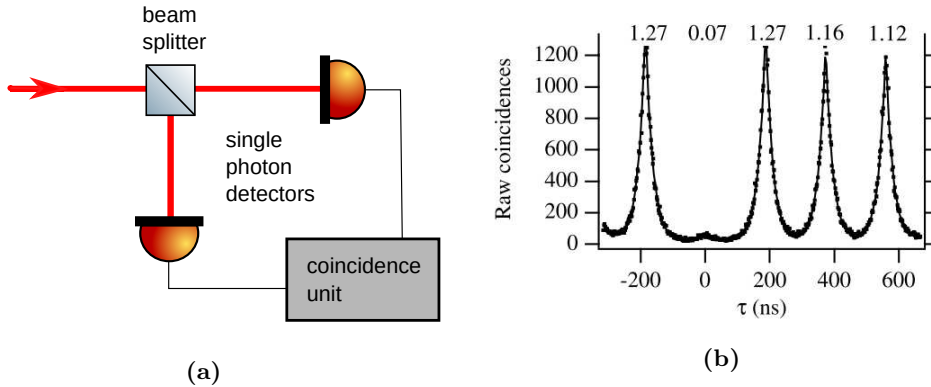 beam
splitter
single
photon
detectors
coincidence
unit
(a)
1.27 0.07 1.27 1.16 1.12
Raw coincidences
1200
1000
800
600
400
200
0
-200 0 200 400 600
τ (ns)
(b)